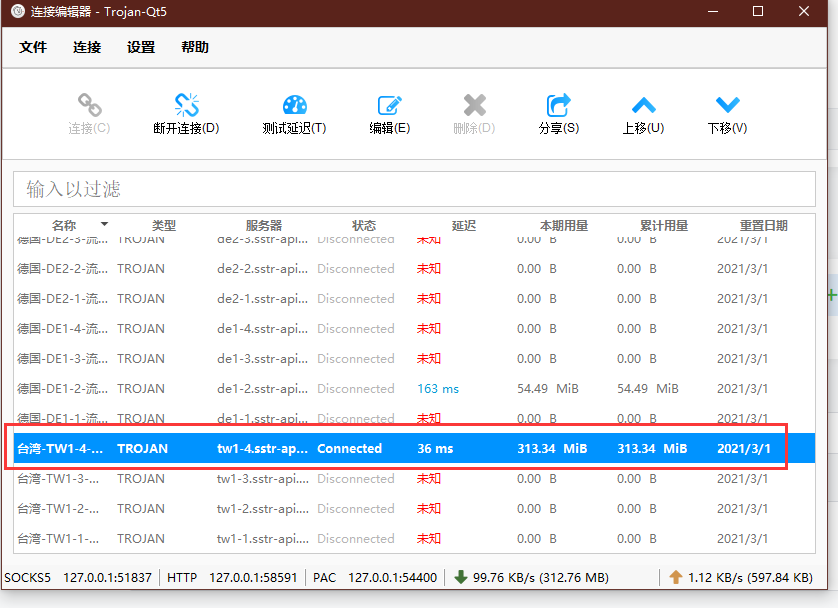 连接编辑器 - Trojan-Qt5
文件 连接 设置 帮助
连接(C) 断开连接(D) 测试延迟(T) 编辑(E) 删除(D) 分享(S) 上移(U) 下移(V)
输入以过滤
名称 类型 服务器 状态 延迟 本期用量 累计用量 重置日期
德国-DE2-3-流... TROJAN de2-3.sstr-api... Disconnected 未知 0.00 B 0.00 B 2021/3/1
德国-DE2-2-流... TROJAN de2-2.sstr-api... Disconnected 未知 0.00 B 0.00 B 2021/3/1
德国-DE2-1-流... TROJAN de2-1.sstr-api... Disconnected 未知 0.00 B 0.00 B 2021/3/1
德国-DE1-4-流... TROJAN de1-4.sstr-api... Disconnected 未知 0.00 B 0.00 B 2021/3/1
德国-DE1-3-流... TROJAN de1-3.sstr-api... Disconnected 未知 0.00 B 0.00 B 2021/3/1
德国-DE1-2-流... TROJAN de1-2.sstr-api... Disconnected 163 ms 54.49 MiB 54.49 MiB 2021/3/1
德国-DE1-1-流... TROJAN de1-1.sstr-api... Disconnected 未知 0.00 B 0.00 B 2021/3/1
台湾-TW1-4-... TROJAN tw1-4.sstr-ap... Connected 36 ms 313.34 MiB 313.34 MiB 2021/3/1
台湾-TW1-3-... TROJAN tw1-3.sstr-api... Disconnected 未知 0.00 B 0.00 B 2021/3/1
台湾-TW1-2-... TROJAN tw1-2.sstr-api... Disconnected 未知 0.00 B 0.00 B 2021/3/1
台湾-TW1-1-... TROJAN tw1-1.sstr-api... Disconnected 未知 0.00 B 0.00 B 2021/3/1
SOCKS5 127.0.0.1:51837 HTTP 127.0.0.1:58591 PAC 127.0.0.1:54400 99.76 KB/s (312.76 MB) 1.12 KB/s (597.84 KB)